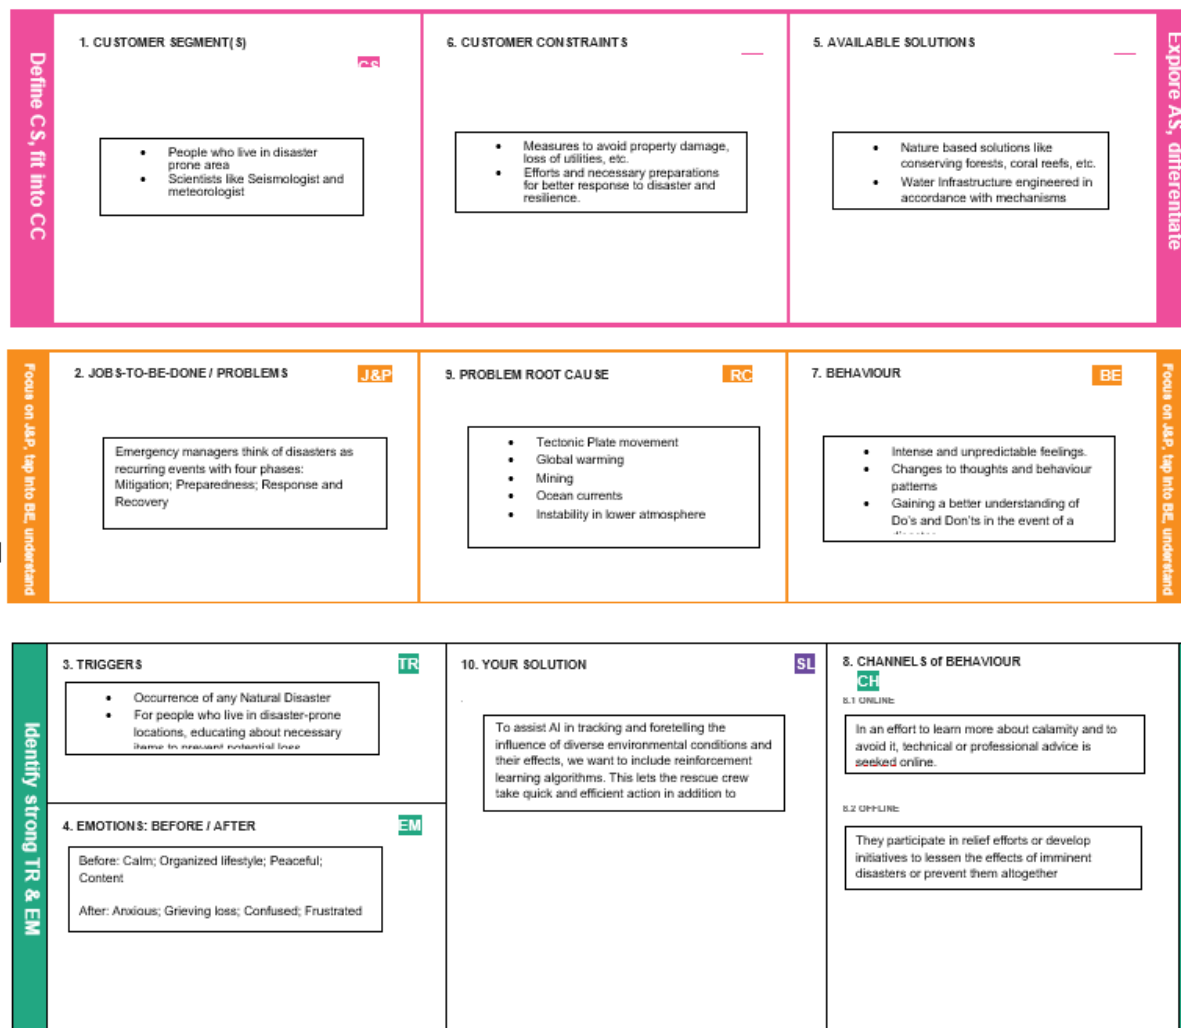 Define CS, fit into CC
1. CUSTOMER SEGMENT(S)
CS
• People who live in disaster
prone area
• Scientists like Seismologist and
meteorologist
6. CUSTOMER CONSTRAINTS
• Measures to avoid property damage,
loss of utilities, etc.
• Efforts and necessary preparations
for better response to disaster and
resilience.
5. AVAILABLE SOLUTIONS
• Nature based solutions like
conserving forests, coral reefs, etc.
• Water Infrastructure engineered in
accordance with mechanisms
Explore AS, differentiate
Focus on J&P, tap into BE, understand
2. JOBS-TO-BE-DONE / PROBLEMS
J&P
Emergency managers think of disasters as
recurring events with four phases:
Mitigation; Preparedness; Response and
Recovery
9. PROBLEM ROOT CAUSE
RC
• Tectonic Plate movement
• Global warming
• Mining
• Ocean currents
• Instability in lower atmosphere
7. BEHAVIOUR
BE
• Intense and unpredictable feelings.
• Changes to thoughts and behaviour
patterns
• Gaining a better understanding of
Do's and Don'ts in the event of a
Focus on J&P, tap into BE, understand
Identify strong TR & EM
3. TRIGGERS
TR
• Occurrence of any Natural Disaster
• For people who live in disaster-prone
locations, educating about necessary
items to prevent potential loss
4. EMOTIONS: BEFORE / AFTER
EM
Before: Calm; Organized lifestyle; Peaceful;
Content
After: Anxious; Grieving loss; Confused; Frustrated
10. YOUR SOLUTION
SL
To assist AI in tracking and foretelling the
influence of diverse environmental conditions and
their effects, we want to include reinforcement
learning algorithms. This lets the rescue crew
take quick and efficient action in addition to
8. CHANNELS of BEHAVIOUR
CH
8.1 ONLINE
In an effort to learn more about calamity and to
avoid it, technical or professional advice is
seeked online.
8.2 OFFLINE
They participate in relief efforts or develop
initiatives to lessen the effects of imminent
disasters or prevent them altogether